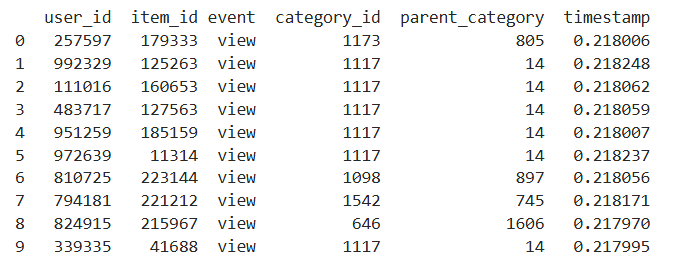 user_id item_id event category_id parent_category timestamp
0 257597 179333 view 1173 805 0.218006
1 992329 125263 view 1117 14 0.218248
2 111016 160653 view 1117 14 0.218062
3 483717 127563 view 1117 14 0.218059
4 951259 185159 view 1117 14 0.218007
5 972639 11314 view 1117 14 0.218237
6 810725 223144 view 1098 897 0.218056
7 794181 221212 view 1542 745 0.218171
8 824915 215967 view 646 1606 0.217970
9 339335 41688 view 1117 14 0.217995